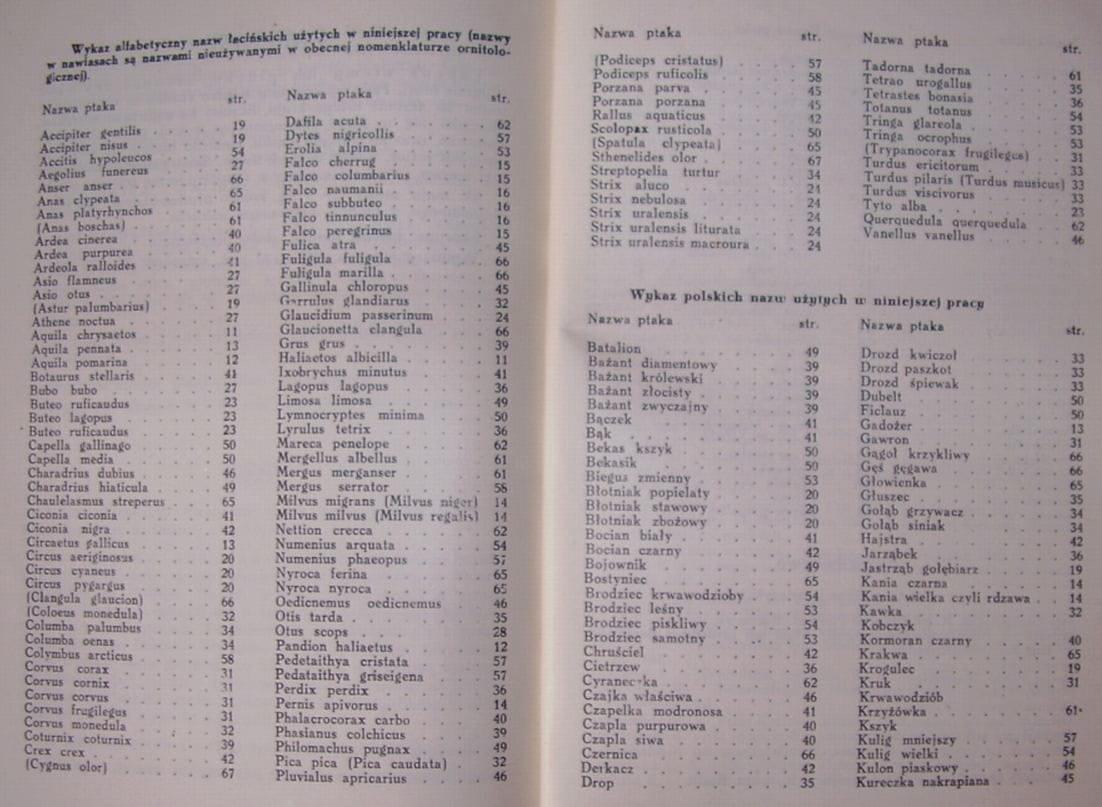 Wykaz alfabetyczny nazw łacińskich użytych w niniejszej pracy (nazwy
w nawiasach są nazwami nieużywanymi w obecnej nomenklaturze ornitolo-
gicznej).
Nazwa ptaka str.
Accipiter gentilis 19
Accipiter nisus 19
Accitis hypoleucos 54
Aegolius funereus 27
Anser anser 66
Anas clypeata 65
Anas platyrhynchos 61
(Anas boschas) 61
Ardea cinerea 40
Ardea purpurea 40
Ardeola ralloides 41
Asio flamneus 27
Asio otus 27
(Astur palumbarius) 19
Athene noctua 27
Aquila chrysaetos 11
Aquila pennata 13
Aquila pomarina 12
Botaurus stellaris 41
Bubo bubo 27
Buteo ruficaudus 23
Buteo lagopus 23
Buteo ruficaudus 23
Capella gallinago 50
Capella media 50
Charadrius dubius 46
Charadrius hiaticula 49
Chaulelasmus streperus 65
Ciconia ciconia 41
Ciconia nigra 42
Circaetus gallicus 13
Circus aeriginosus 20
Circus cyaneus 20
Circus pygargus 20
(Clangula glaucion) 66
(Coloeus monedula) 32
Columba palumbus 34
Columba oenas 34
Colymbus arcticus 58
Corvus corax 31
Corvus cornix 31
Corvus corvus 31
Corvus frugilegus 31
Corvus monedula 32
Coturnix coturnix 39
Crex crex 42
(Cygnus olor) 67
Nazwa ptaka str.
Dafila acuta 62
Dytes nigricollis 57
Erolia alpina 53
Falco cherrug 15
Falco columbarius 15
Falco naumanii 16
Falco subbuteo 16
Falco tinnunculus 16
Falco peregrinus 15
Fulica atra 45
Fuligula fuligula 66
Fuligula marilla 66
Gallinula chloropus 45
Garrulus glandiarus 32
Glaucidium passerinum 24
Glaucionetta clangula 66
Grus grus 39
Haliaetos albicilla 11
Ixobrychus minutus 41
Lagopus lagopus 36
Limosa limosa 49
Lymnocryptes minima 50
Lyrulus tetrix 36
Mareca penelope 62
Mergellus albellus 61
Mergus merganser 61
Mergus serrator 58
Milvus migrans (Milvus niger) 14
Milvus milvus (Milvus regalis) 14
Nettion crecca 62
Numenius arquata 54
Numenius phaeopus 57
Nyroca ferina 65
Nyroca nyroca 65
Oedicnemus oedicnemus 46
Otis tarda 35
Otus scops 28
Pandion haliaetus 12
Pedetaithya cristata 57
Pedataithya griseigena 57
Perdix perdix 36
Pernis apivorus 14
Phalacrocorax carbo 40
Phasianus colchicus 39
Philomachus pugnax 49
Pica pica (Pica caudata) 32
Pluvialus apricarius 46
Nazwa ptaka str.
(Podiceps cristatus) 57
Podiceps ruficolis 58
Porzana parva 45
Porzana porzana 45
Rallus aquaticus 42
Scolopax rusticola 50
(Spatula clypeata) 65
Sthenelides olor 67
Streptopelia turtur 34
Strix aluco 24
Strix nebulosa 24
Strix uralensis 24
Strix uralensis liturata 24
Strix uralensis macroura 24
Nazwa ptaka str.
Tadorna tadorna 61
Tetrao urogallus 35
Tetrastes bonasia 36
Totanus totanus 54
Tringa glareola 53
Tringa ocrophus 53
(Trypanocorax frugilegus) 31
Turdus ericitorum 33
Turdus pilaris (Turdus musicus) 33
Turdus viscivorus 33
Tyto alba 23
Querquedula querquedula 62
Vanellus vanellus 46
Wykaz polskich nazw użytych w niniejszej pracy
Nazwa ptaka str.
Batalion 49
Bażant diamentowy 39
Bażant królewski 39
Bażant złocisty 39
Bażant zwyczajny 39
Bączek 41
Bąk 41
Bekas kszyk 50
Bekasik 50
Biegus zmienny 53
Błotniak popielaty 20
Błotniak stawowy 20
Błotniak zbożowy 20
Bocian biały 41
Bocian czarny 42
Bojownik 49
Bostyniec 65
Brodziec krwawodzioby 54
Brodziec leśny 53
Brodziec piskliwy 54
Brodziec samotny 53
Chruściel 42
Cietrzew 36
Cyraneczka 62
Czajka właściwa 46
Czapelka modronosa 41
Czapla purpurowa 40
Czapla siwa 40
Czernica 66
Derkacz 42
Drop 35
Nazwa ptaka str.
Drozd kwiczoł 33
Drozd paszkot 33
Drozd śpiewak 33
Dubelt 50
Ficlauz 50
Gadożer 13
Gawron 31
Gągoł krzykliwy 66
Gęś gęgawa 66
Głowienka 65
Głuszec 35
Gołąb grzywacz 34
Gołąb siniak 34
Hajstra 42
Jarząbek 36
Jastrząb gołębiarz 19
Kania czarna 14
Kania wielka czyli rdzawa 14
Kawka 32
Kobczyk
Kormoran czarny 40
Krakwa 65
Krogulec 19
Kruk 31
Krwawodziób
Krzyżówka 61
Kszyk
Kulig mniejszy 57
Kulig wielki 54
Kulon piaskowy 46
Kureczka nakrapiana 45